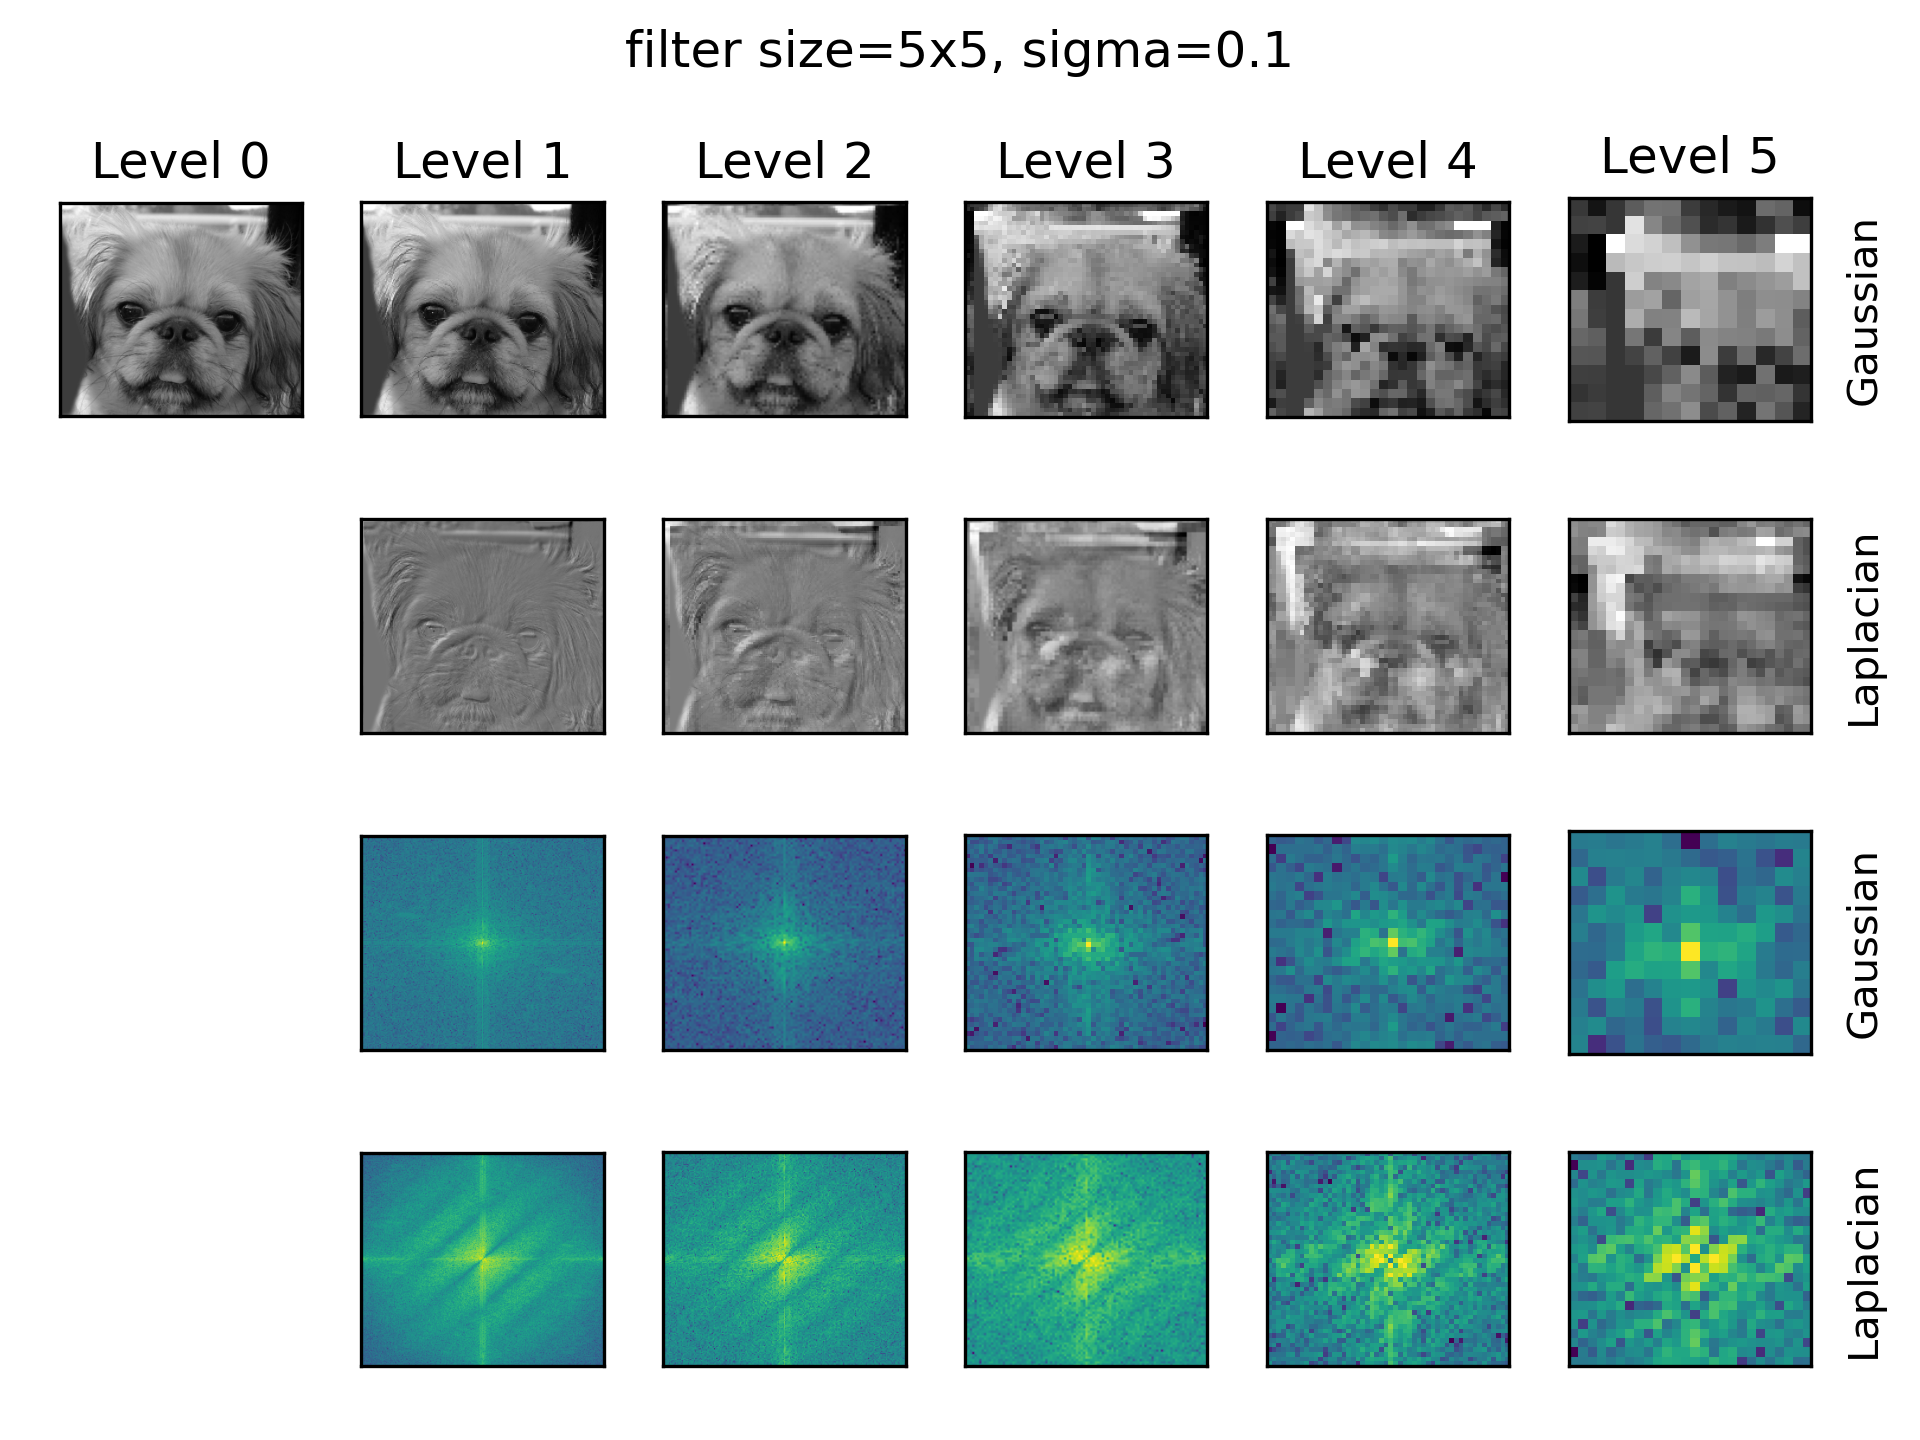 filter size=5x5, sigma=0.1
Level 0
Level 1
Level 2
Level 3
Level 4
Level 5
Gaussian
Laplacian
Gaussian
Laplacian